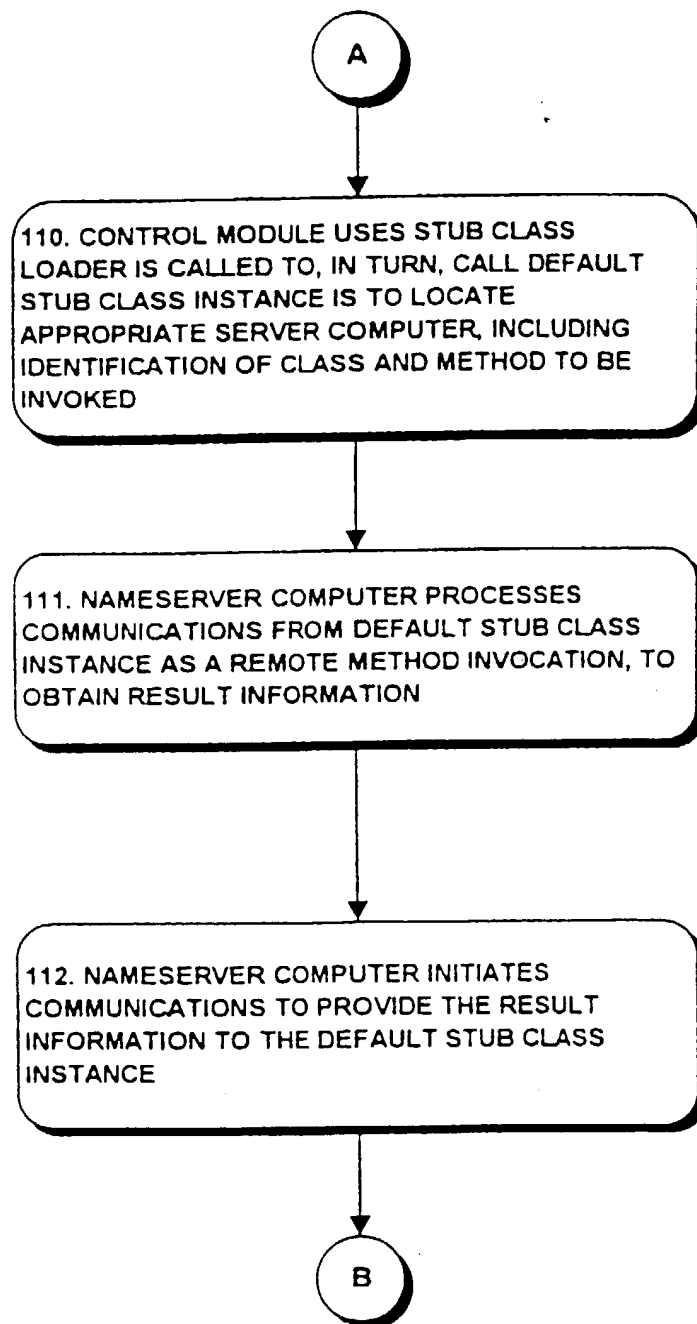 A
110. CONTROL MODULE USES STUB CLASS
LOADER IS CALLED TO, IN TURN, CALL DEFAULT
STUB CLASS INSTANCE IS TO LOCATE
APPROPRIATE SERVER COMPUTER, INCLUDING
IDENTIFICATION OF CLASS AND METHOD TO BE
INVOKED
111. NAMESERVER COMPUTER PROCESSES
COMMUNICATIONS FROM DEFAULT STUB CLASS
INSTANCE AS A REMOTE METHOD INVOCATION, TO
OBTAIN RESULT INFORMATION
112. NAMESERVER COMPUTER INITIATES
COMMUNICATIONS TO PROVIDE THE RESULT
INFORMATION TO THE DEFAULT STUB CLASS
INSTANCE
B